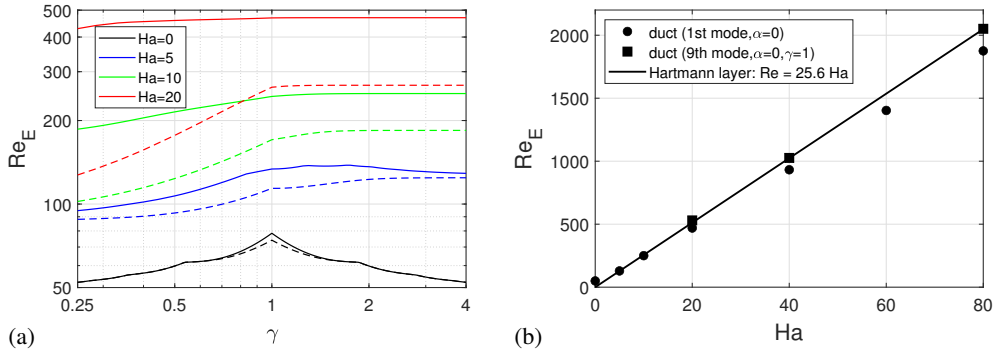 500
400
300
200
100
50
Re_E
Ha=0
Ha=5
Ha=10
Ha=20
0.25
0.5
1
2
4
(a)
γ
2000
1500
1000
500
0
Re_E
duct (1st mode,α=0)
duct (9th mode,α=0,γ=1)
Hartmann layer: Re = 25.6 Ha
0
20
40
60
80
(b)
Ha